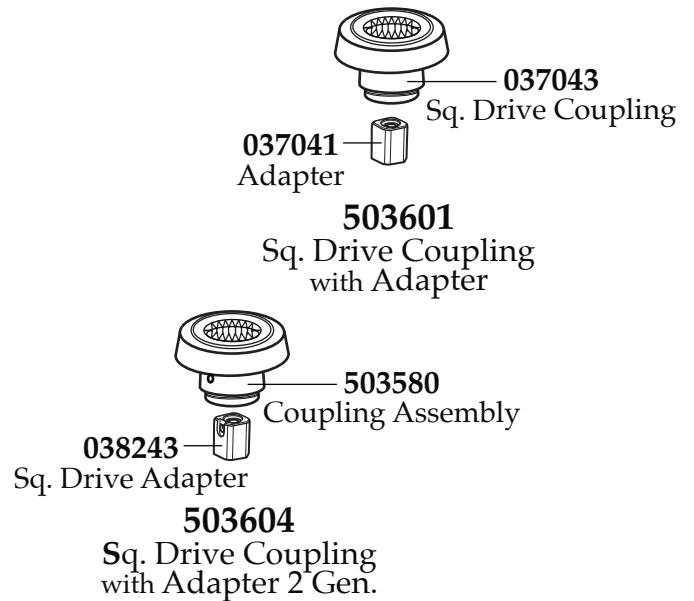 037043
Sq. Drive Coupling
037041
Adapter
503601
Sq. Drive Coupling
with Adapter
503580
Coupling Assembly
038243
Sq. Drive Adapter
503604
Sq. Drive Coupling
with Adapter 2 Gen.